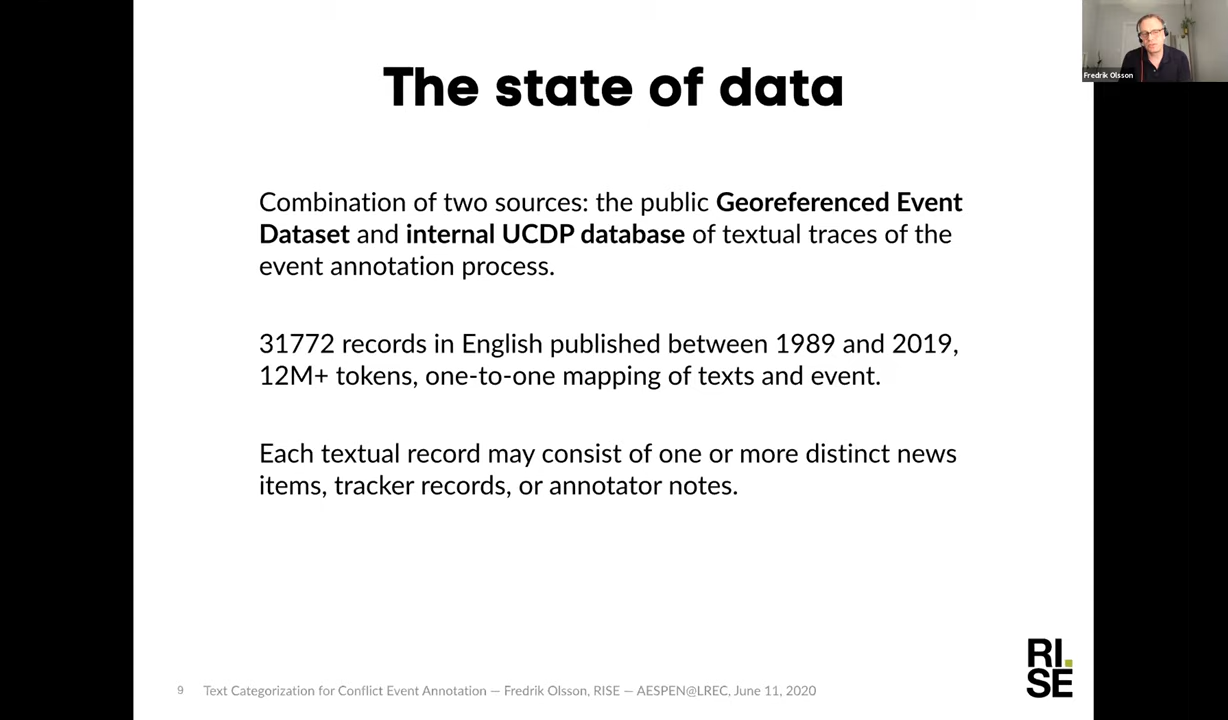 The state of data
Fredrik Olsson
Combination of two sources: the public Georeferenced Event
Dataset and internal UCDP database of textual traces of the
event annotation process.
31772 records in English published between 1989 and 2019,
12M+ tokens, one-to-one mapping of texts and event.
Each textual record may consist of one or more distinct news
items, tracker records, or annotator notes.
RI.
SE
9 Text Categorization for Conflict Event Annotation — Fredrik Olsson, RISE — AESPEN@LREC, June 11, 2020